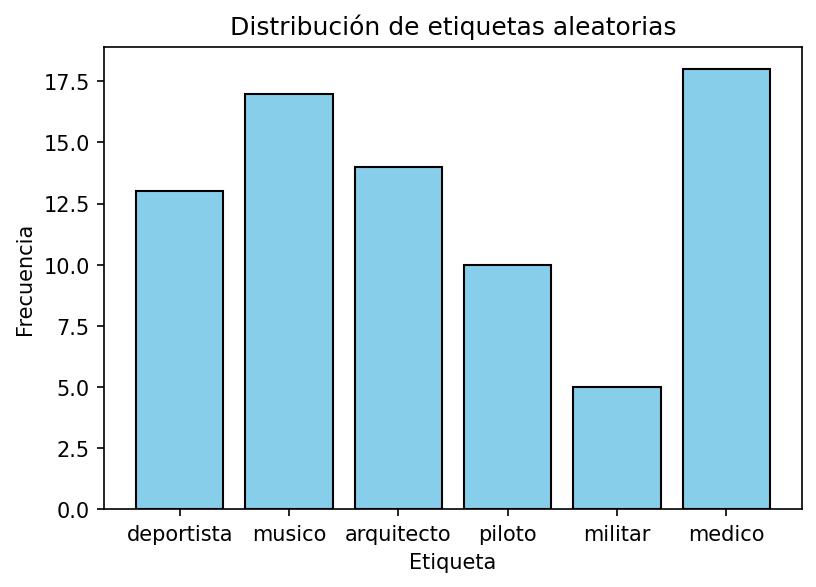 Distribución de etiquetas aleatorias
17.5
15.0
12.5
10.0
7.5
5.0
2.5
0.0
Frecuencia
deportista musico arquitecto piloto militar medico
Etiqueta